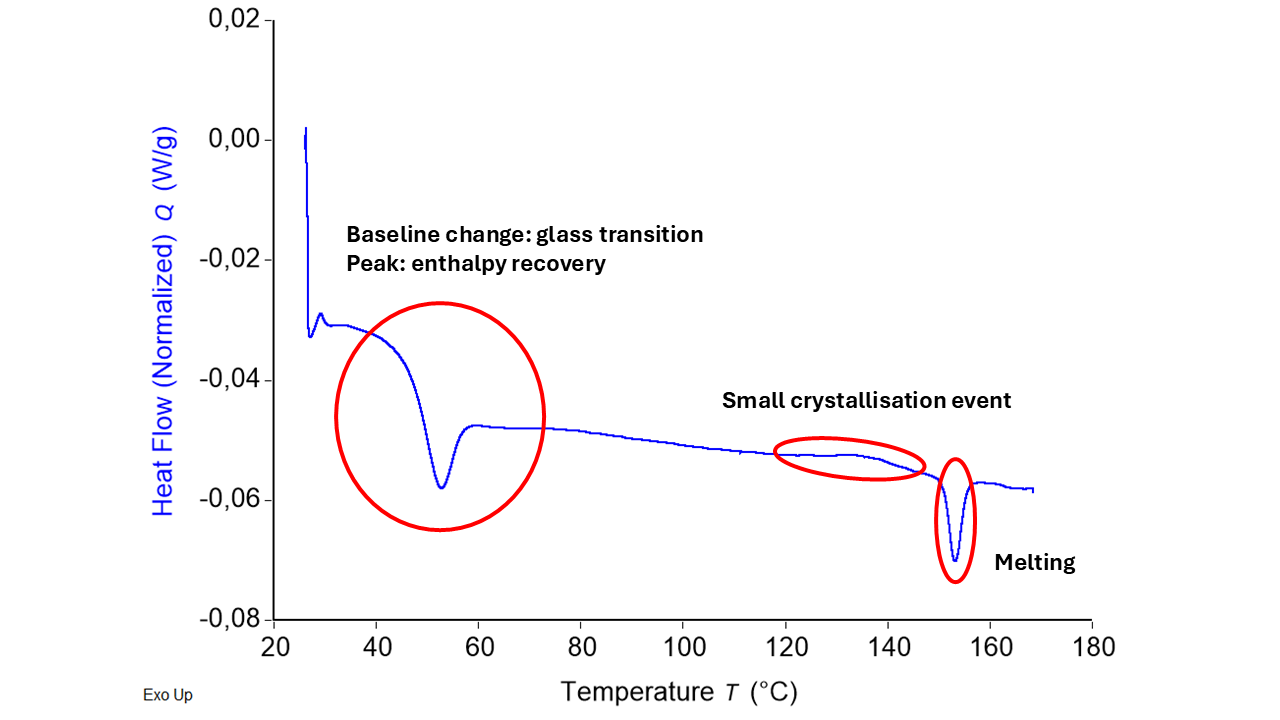 0,02
0,00
-0,02
-0,04
-0,06
-0,08
Heat Flow (Normalized) Q (W/g)
Baseline change: glass transition
Peak: enthalpy recovery
Small crystallisation event
Melting
20 40 60 80 100 120 140 160 180
Temperature T (°C)
Exo Up